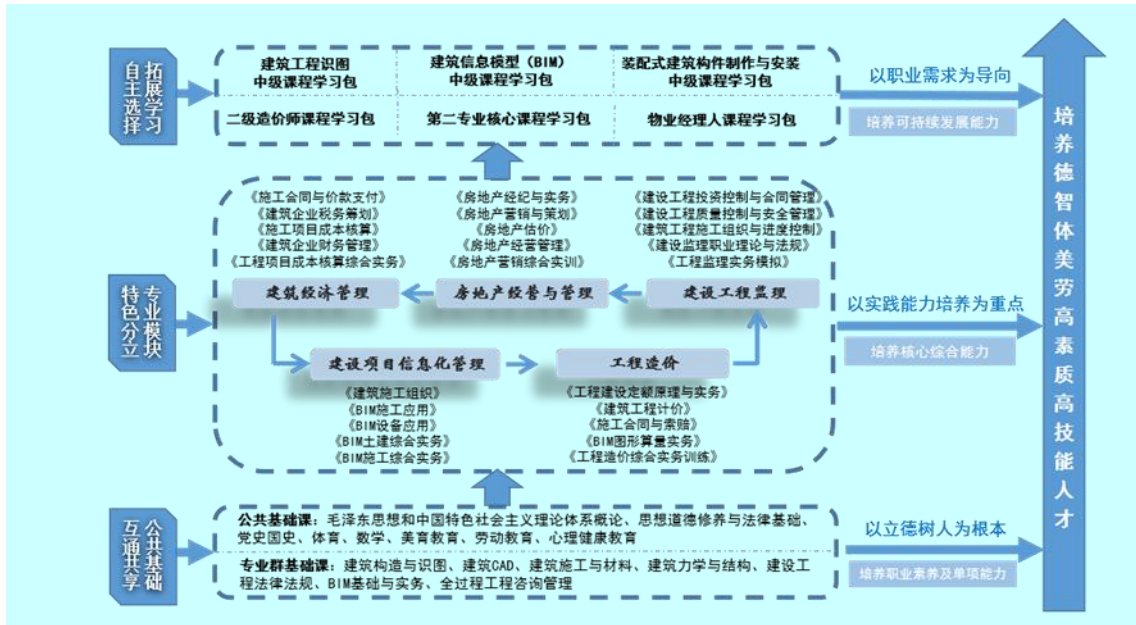 拓展学习
自主选择
建筑工程识图
中级课程学习包
建筑信息模型（BIM）
中级课程学习包
装配式建筑构件制作与安装
中级课程学习包
二级造价师课程学习包
第二专业核心课程学习包
物业经理人课程学习包
以职业需求为导向
培养可持续发展能力
专业模块
特色分立
《施工合同与价款支付》
《建筑企业税务筹划》
《施工项目成本核算》
《建筑企业财务管理》
《工程项目成本核算综合实务》
《房地产经纪与实务》
《房地产营销与策划》
《房地产估价》
《房地产经营管理》
《房地产营销综合实训》
《建设工程投资控制与合同管理》
《建设工程质量控制与安全管理》
《建筑工程施工组织与进度控制》
《建设监理职业理论与法规》
《工程监理实务模拟》
建筑经济管理
房地产经营与管理
建设工程监理
建设项目信息化管理
工程造价
《建筑施工组织》
《BIM施工应用》
《BIM设备应用》
《BIM土建综合实务》
《BIM施工综合实务》
《工程建设定额原理与实务》
《建筑工程计价》
《施工合同与索赔》
《BIM图形算量实务》
《工程造价综合实务训练》
以实践能力培养为重点
培养核心综合能力
公共基础
互通共享
公共基础课：毛泽东思想和中国特色社会主义理论体系概论、思想道德修养与法律基础、
党史国史、体育、数学、美育教育、劳动教育、心理健康教育
专业群基础课：建筑构造与识图、建筑CAD、建筑施工与材料、建筑力学与结构、建设工
程法律法规、BIM基础与实务、全过程工程咨询管理
以立德树人为根本
培养职业素养及单项能力
培养德智体美劳高素质高技能人才